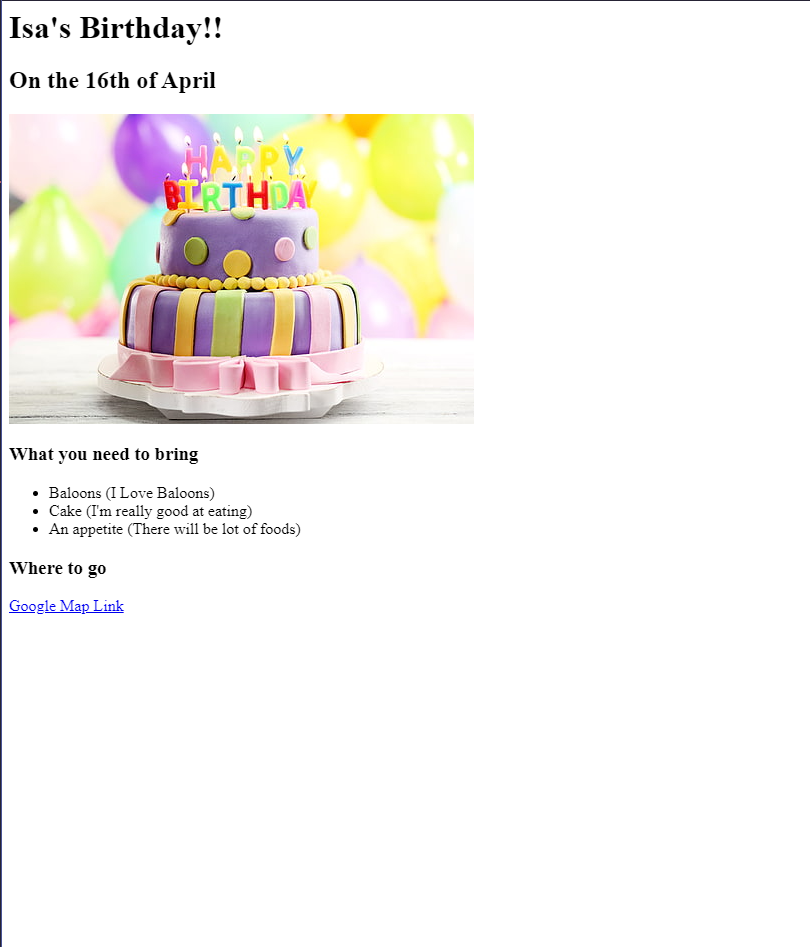 Isa's Birthday!!
On the 16th of April
HAPPY
BIRTHDAY
What you need to bring
Baloons (I Love Baloons)
Cake (I'm really good at eating)
An appetite (There will be lot of foods)
Where to go
Google Map Link